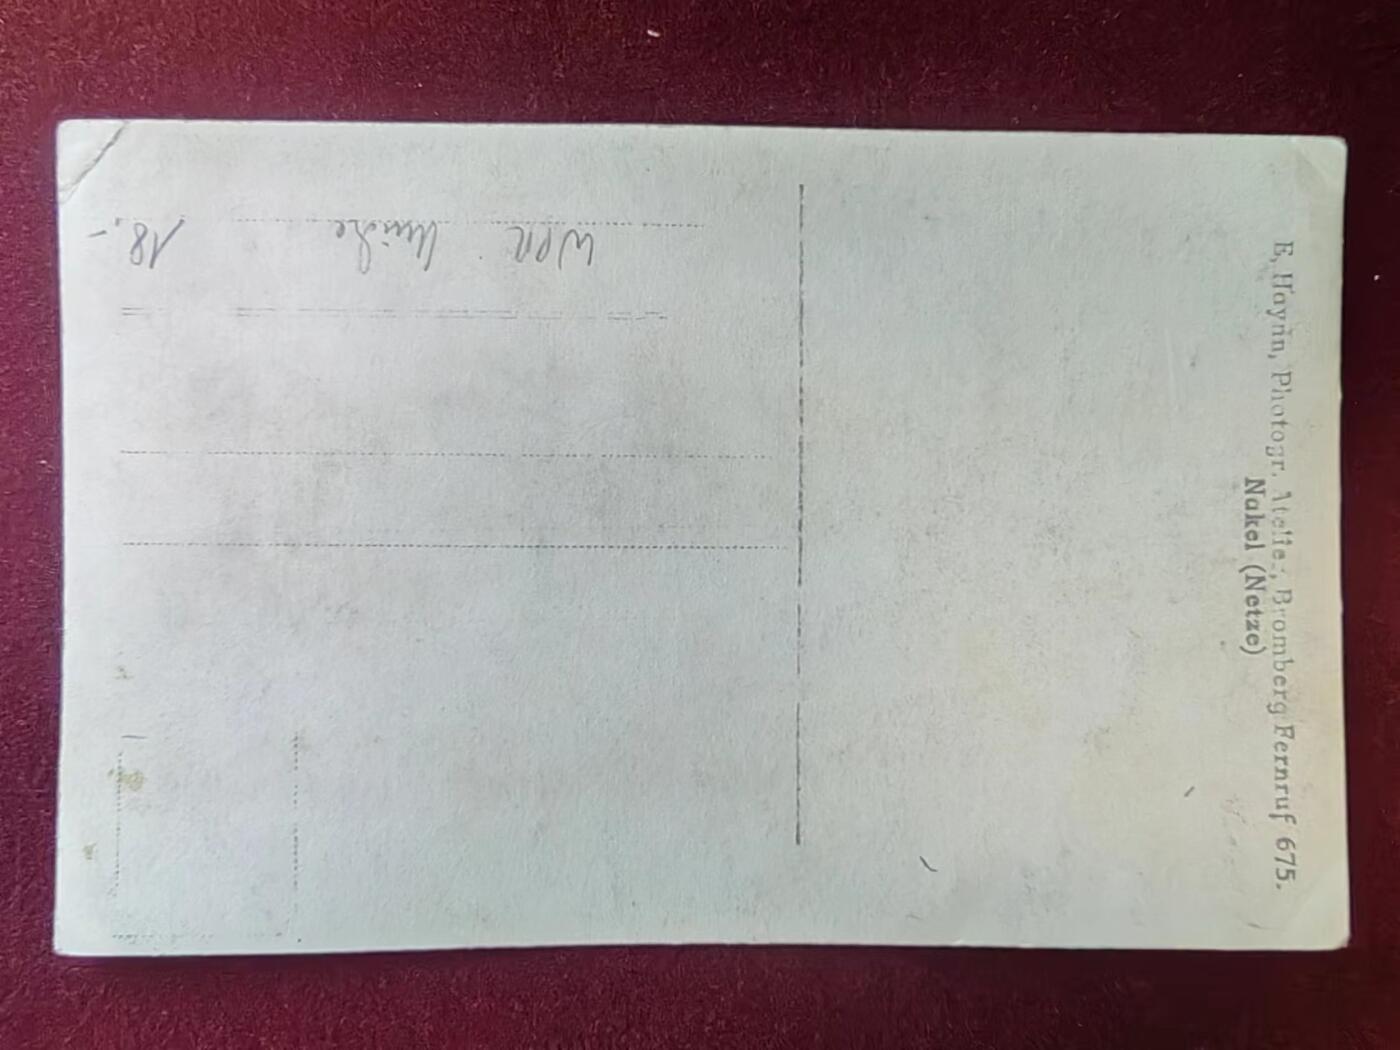 E. Haynn, Photogr. Atelier, Bromberg Fernruf 675.
Nakel (Netze)
18.-